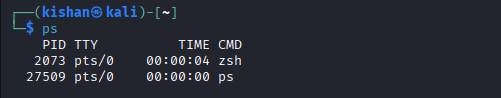 ┌──(kishan㉿kali)-[~]
└─$ ps
    PID TTY          TIME CMD
   2073 pts/0    00:00:04 zsh
  27509 pts/0    00:00:00 ps